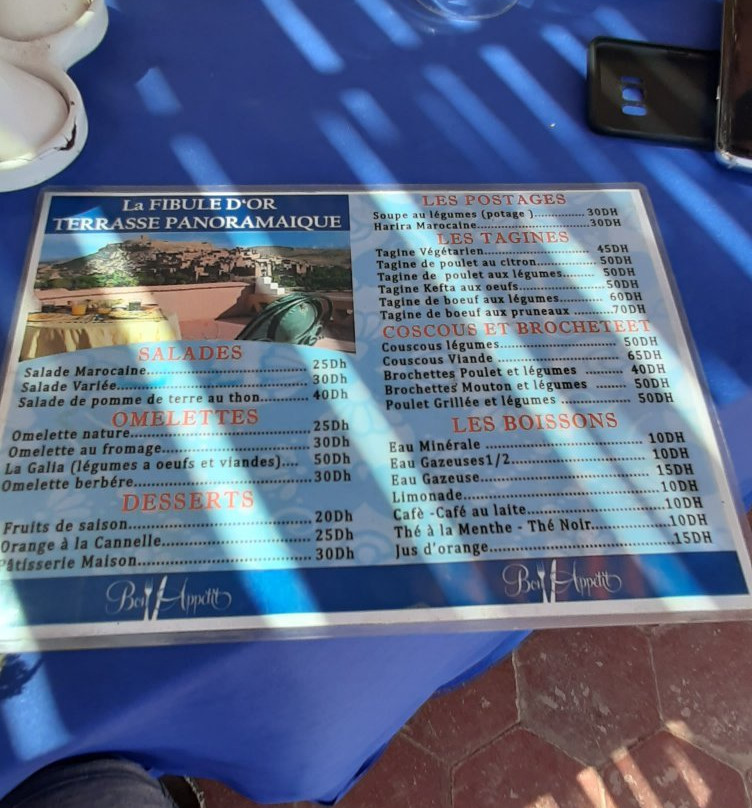 La FIBULE D'OR
TERRASSE PANORAMAIQUE
SALADES
Salade Marocaine........ 25Dh
Salade Variée........ 30Dh
Salade de pomme de terre au thon........ 40Dh
OMELETTES
Omelette nature........ 25Dh
Omelette au fromage........ 30Dh
La Galia (légumes a oeufs et viandes).... 50Dh
Omelette berbére........ 30Dh
DESSERTS
Fruits de saison........ 20Dh
Orange à la Cannelle........ 25Dh
Pâtisserie Maison........ 30Dh
Bon Appétit
LES POSTAGES
Soupe au légumes (potage )........ 30DH
Harira Marocaine........ 30DH
LES TAGINES
Tagine Végétarien........ 45DH
Tagine de poulet au citron........ 50DH
Tagine de poulet aux légumes........ 50DH
Tagine Kefta aux oeufs........ 50DH
Tagine de boeuf aux légumes........ 60DH
Tagine de boeuf aux pruneaux ........ 70DH
COSCOUS ET BROCHETEET
Couscous légumes........ 50DH
Couscous Viande ........ 65DH
Brochettes Poulet et légumes ........ 40DH
Brochettes Mouton et légumes ........ 50DH
Poulet Grillée et légumes ........ 50DH
LES BOISSONS
Eau Minérale ........ 10DH
Eau Gazeuses1/2........ 10DH
Eau Gazeuse........ 15DH
Limonade........ 10DH
Cafè -Café au laite........ 10DH
Thé à la Menthe - Thé Noir........ 10DH
Jus d'orange........ 15DH
Bon Appétit